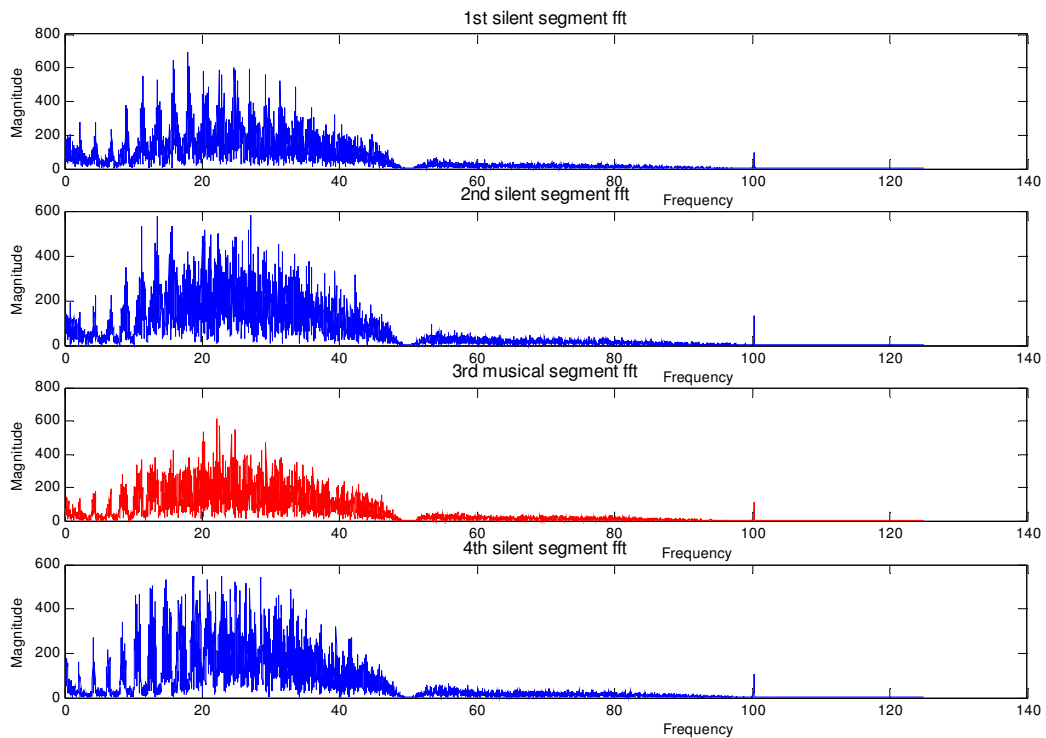 1st silent segment fft
800
600
400
200
0
Magnitude
0 20 40 60 80 100 120 140
Frequency
2nd silent segment fft
600
400
200
0
Magnitude
0 20 40 60 80 100 120 140
Frequency
3rd musical segment fft
800
600
400
200
0
Magnitude
0 20 40 60 80 100 120 140
Frequency
4th silent segment fft
600
400
200
0
Magnitude
0 20 40 60 80 100 120 140
Frequency